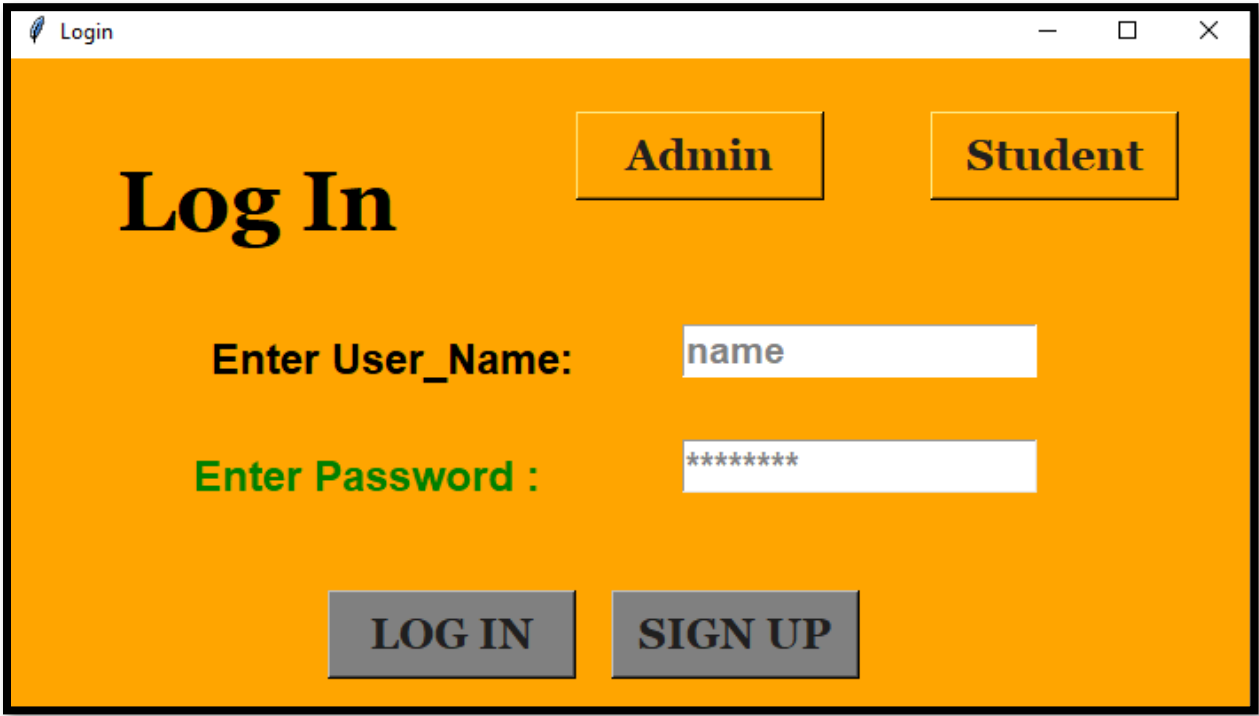 Login
Admin Student
Log In
Enter User_Name: name
Enter Password : ********
LOG IN SIGN UP